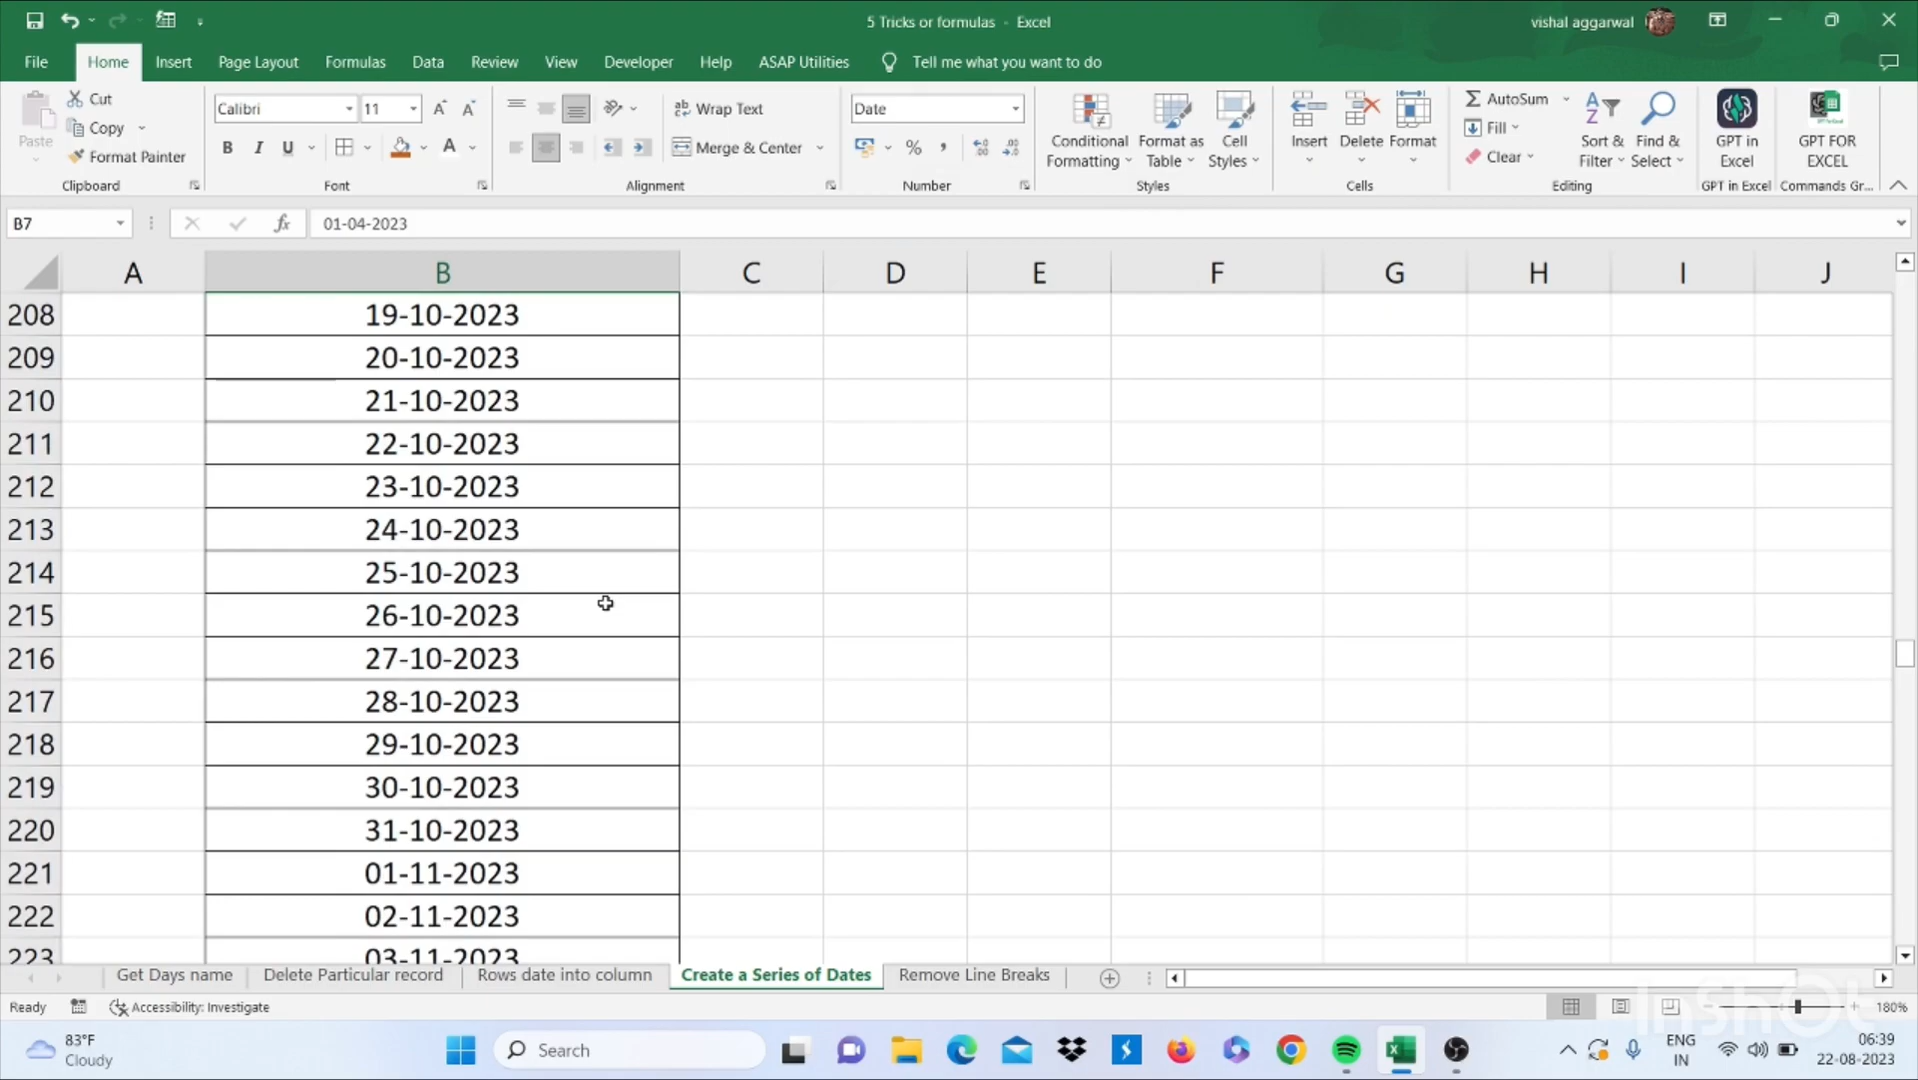 5 Tricks or formulas - Excel
vishal aggarwal
File Home Insert Page Layout Formulas Data Review View Developer Help ASAP Utilities Tell me what you want to do
Paste
Cut
Copy
Format Painter
Clipboard
Calibri 11
B I U A
Font
Wrap Text
Merge & Center
Alignment
Date
% ,
Number
Conditional Formatting
Format as Table
Cell Styles
Styles
Insert Delete Format
Cells
AutoSum
Fill
Clear
Sort & Filter
Find & Select
Editing
GPT in Excel
GPT in Excel
GPT FOR EXCEL
Commands Gr...
B7 fx 01-04-2023
A B C D E F G H I J
208 19-10-2023
209 20-10-2023
210 21-10-2023
211 22-10-2023
212 23-10-2023
213 24-10-2023
214 25-10-2023
215 26-10-2023
216 27-10-2023
217 28-10-2023
218 29-10-2023
219 30-10-2023
220 31-10-2023
221 01-11-2023
222 02-11-2023
223 03-11-2023
Get Days name Delete Particular record Rows date into column Create a Series of Dates Remove Line Breaks
Ready Accessibility: Investigate 180%
InShOt
83°F
Cloudy
Search
ENG
IN
06:39
22-08-2023